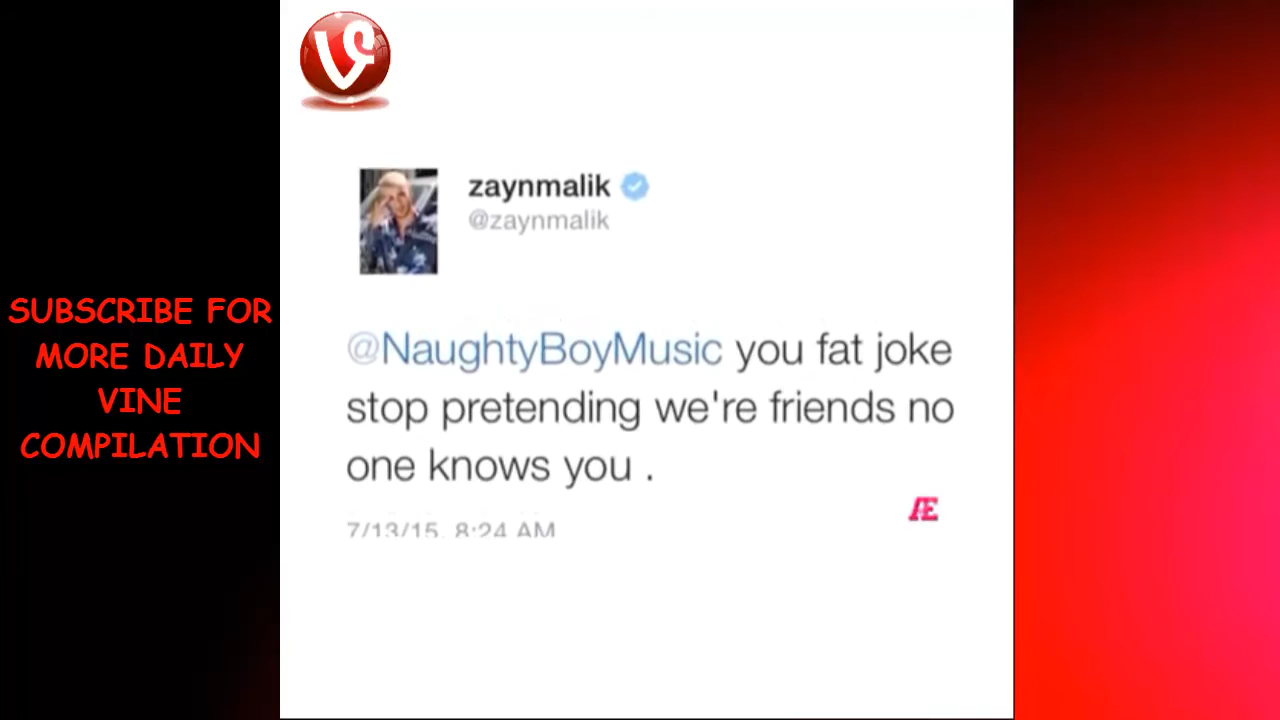 SUBSCRIBE FOR
MORE DAILY
VINE
COMPILATION
zaynmalik
@zaynmalik
@NaughtyBoyMusic you fat joke
stop pretending we're friends no
one knows you .
Æ
7/13/15, 8:24 AM